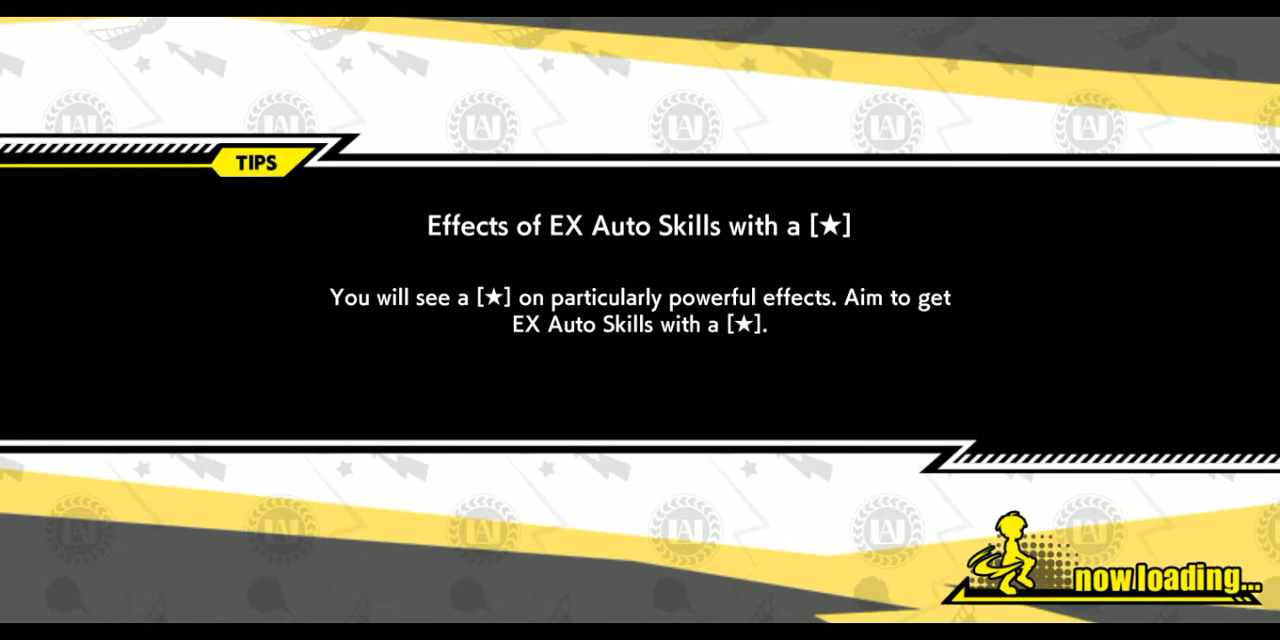 TIPS
Effects of EX Auto Skills with a [★]
You will see a [★] on particularly powerful effects. Aim to get
EX Auto Skills with a [★].
now loading...